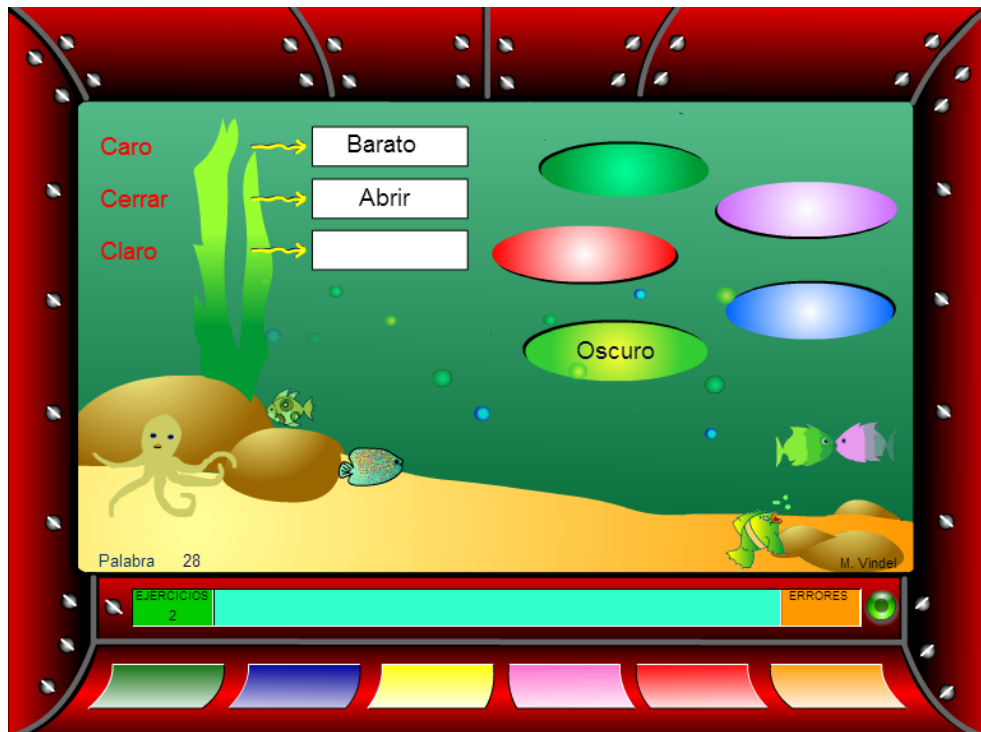 Caro
Barato
Cerrar
Abrir
Claro
Oscuro
Palabra 28
M. Vindel
EJERCICIOS
2
ERRORES